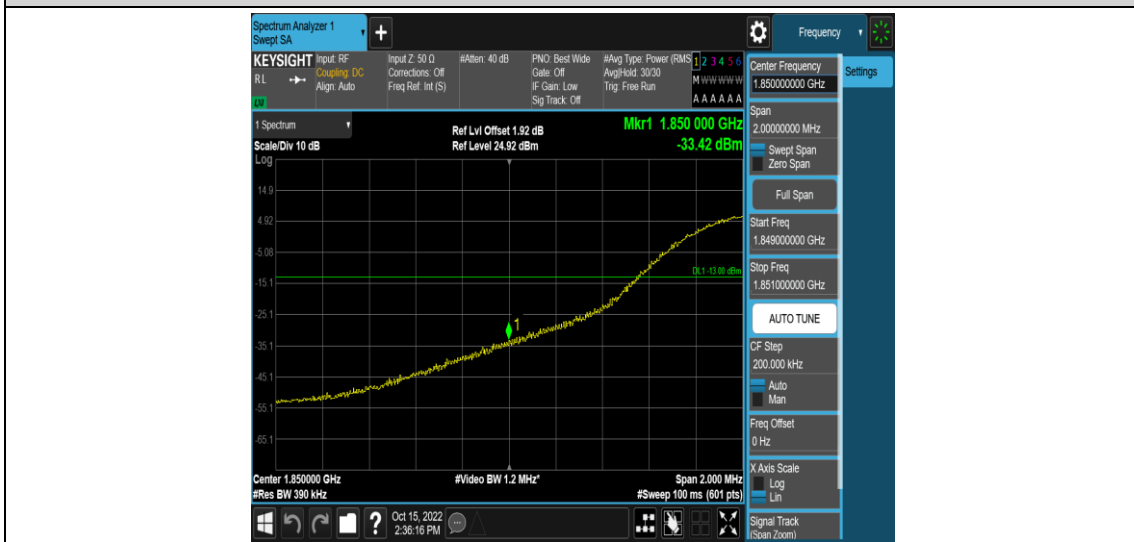 Spectrum Analyzer 1
Swept SA
+
Frequency
KEYSIGHT
RL
LXI
Input: RF
Coupling: DC
Align: Auto
Input Z: 50 Ω
Corrections: Off
Freq Ref: Int (S)
#Atten: 40 dB
PNO: Best Wide
Gate: Off
IF Gain: Low
Sig Track: Off
#Avg Type: Power (RMS
Avg|Hold: 30/30
Trig: Free Run
1 2 3 4 5 6
M W W W W W
A A A A A A
1 Spectrum
Scale/Div 10 dB
Log
Ref Lvl Offset 1.92 dB
Ref Level 24.92 dBm
Mkr1 1.850 000 GHz
-33.42 dBm
14.9
4.92
-5.08
DL1 -13.00 dBm
-15.1
-25.1
1
-35.1
-45.1
-55.1
-65.1
Center 1.850000 GHz
#Res BW 390 kHz
#Video BW 1.2 MHz*
Span 2.000 MHz
#Sweep 100 ms (601 pts)
?
Oct 15, 2022
2:36:16 PM
Center Frequency
1.850000000 GHz
Settings
Span
2.00000000 MHz
Swept Span
Zero Span
Full Span
Start Freq
1.849000000 GHz
Stop Freq
1.851000000 GHz
AUTO TUNE
CF Step
200.000 kHz
Auto
Man
Freq Offset
0 Hz
X Axis Scale
Log
Lin
Signal Track
(Span Zoom)